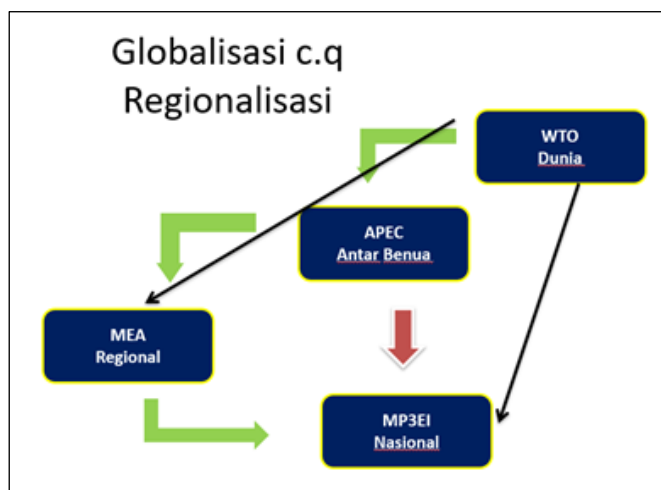 Globalisasi c.q
Regionalisasi
WTO
Dunia
APEC
Antar Benua
MEA
Regional
MP3EI
Nasional